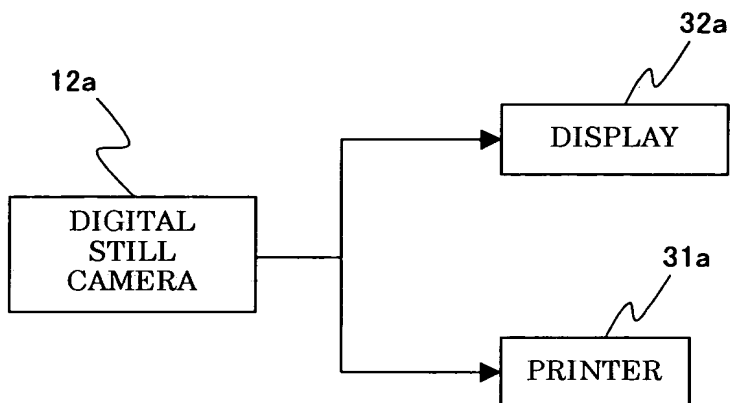 32a
12a
DISPLAY
DIGITAL
STILL
CAMERA
31a
PRINTER